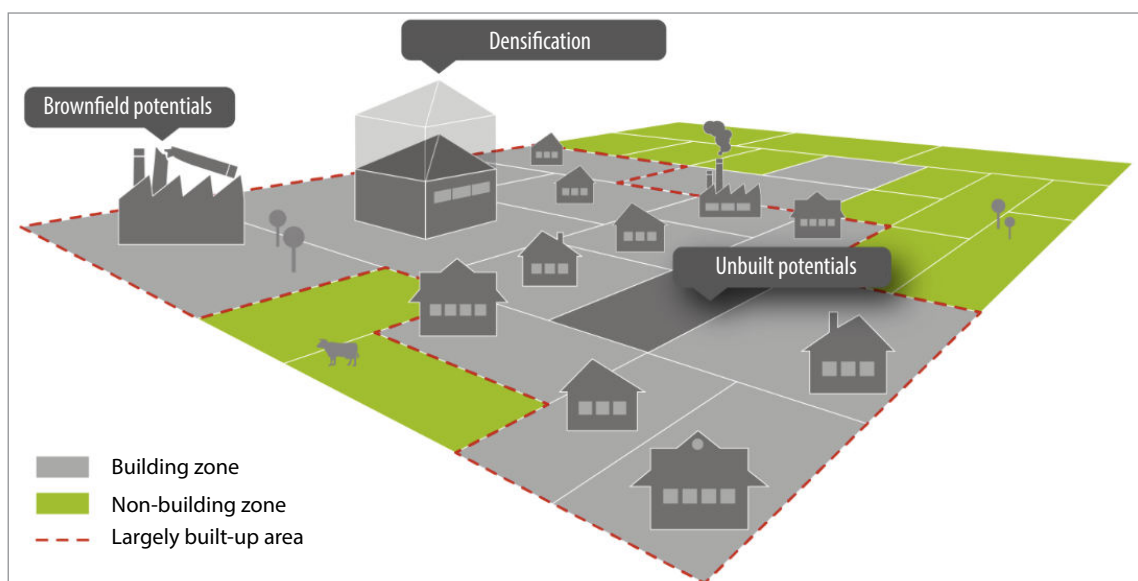 Densification
Brownfield potentials
Unbuilt potentials
Building zone
Non-building zone
Largely built-up area